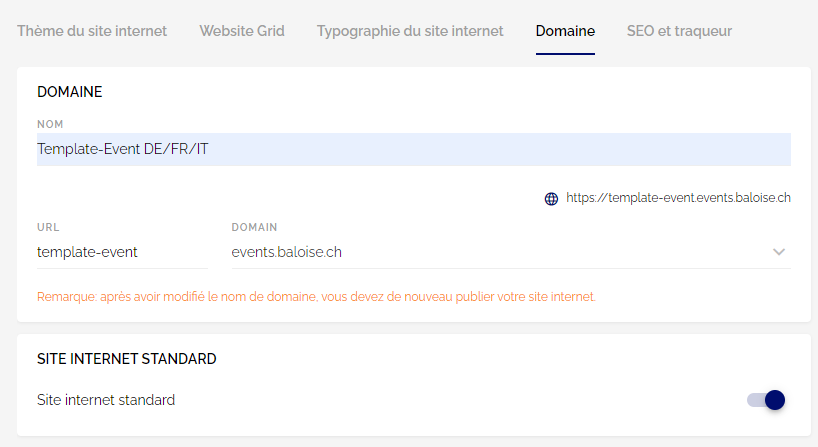 Thème du site internet Website Grid Typographie du site internet Domaine SEO et traqueur
DOMAINE
NOM
Template-Event DE/FR/IT
https://template-event.events.baloise.ch
URL DOMAIN
template-event events.baloise.ch
Remarque: après avoir modifié le nom de domaine, vous devez de nouveau publier votre site internet.
SITE INTERNET STANDARD
Site internet standard